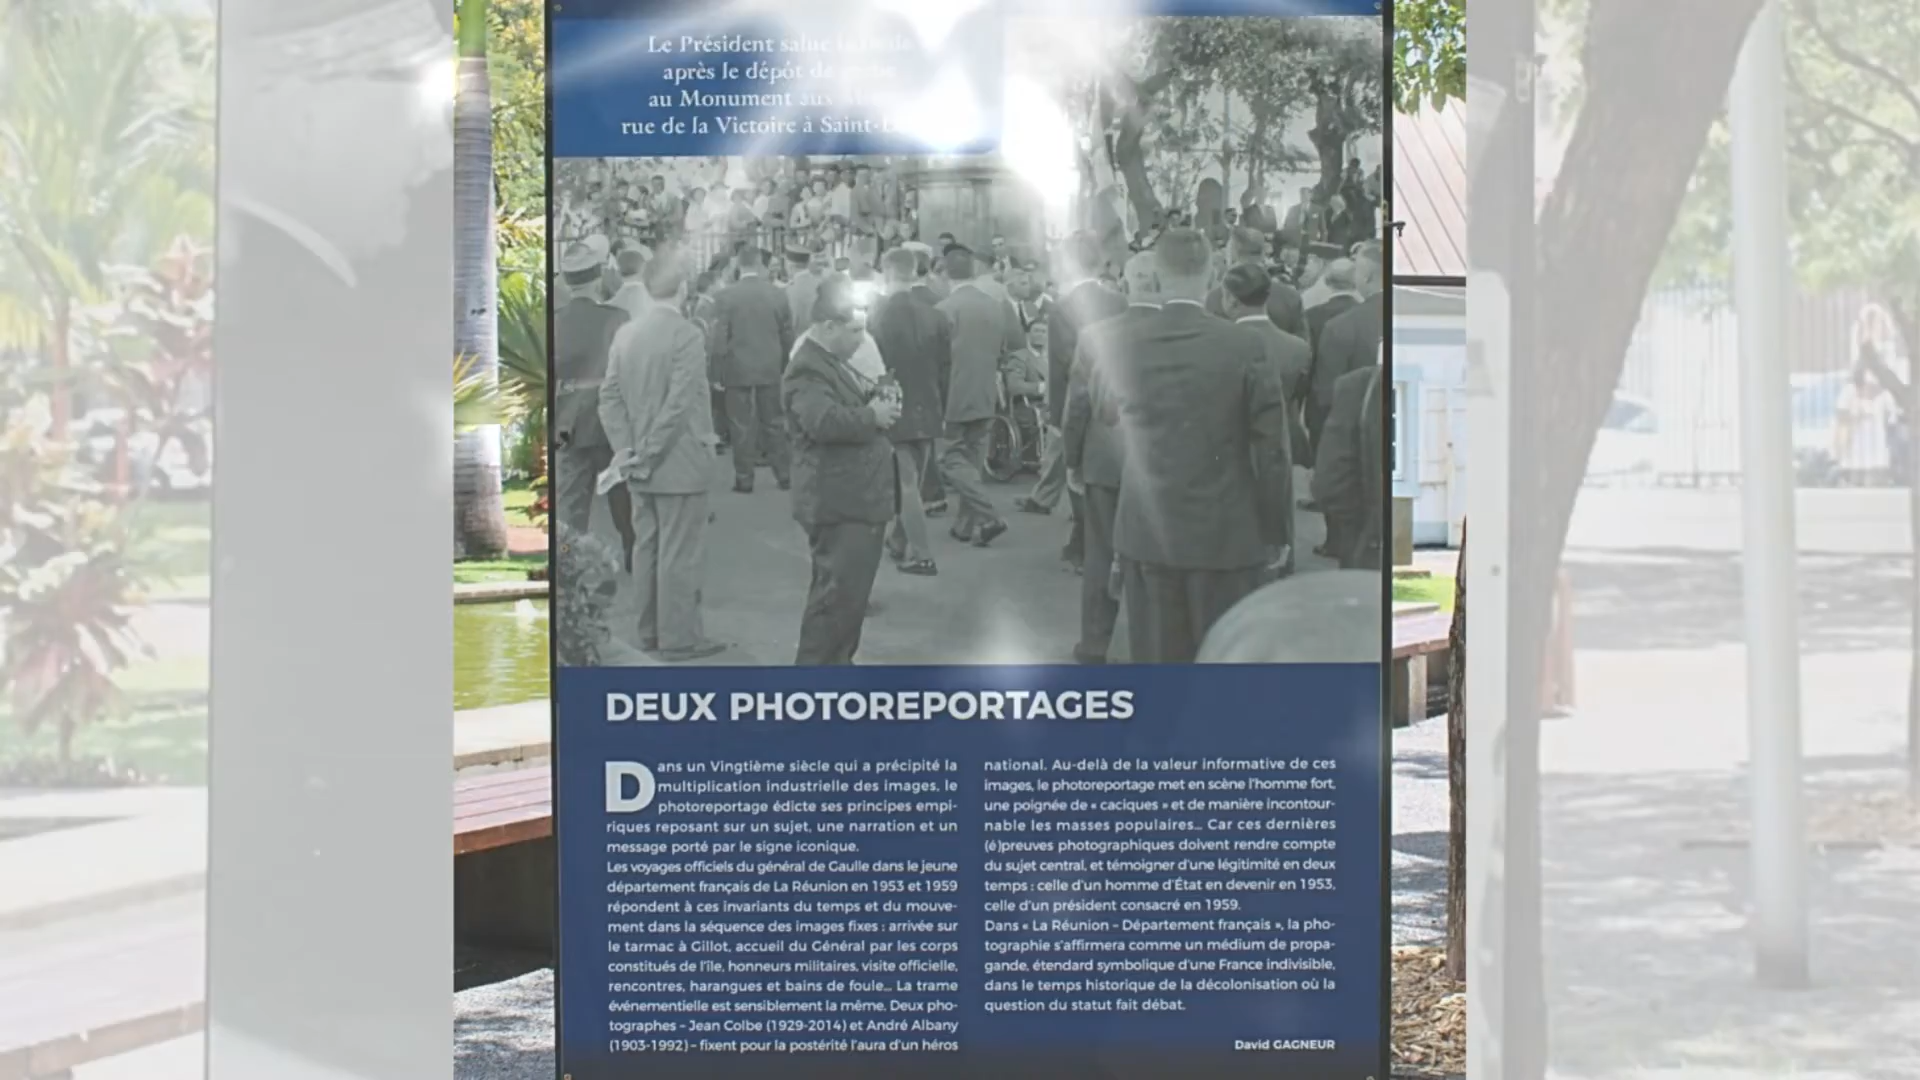 Le Président salue la foule
après le dépôt de
au Monument aux
rue de la Victoire à Saint-
DEUX PHOTOREPORTAGES
Dans un Vingtième siècle qui a précipité la
multiplication industrielle des images, le
photoreportage édicte ses principes empi-
riques reposant sur un sujet, une narration et un
message porté par le signe iconique.
Les voyages officiels du général de Gaulle dans le jeune
département français de La Réunion en 1953 et 1959
répondent à ces invariants du temps et du mouve-
ment dans la séquence des images fixes : arrivée sur
le tarmac à Gillot, accueil du Général par les corps
constitués de l'île, honneurs militaires, visite officielle,
rencontres, harangues et bains de foule... La trame
événementielle est sensiblement la même. Deux pho-
tographes – Jean Colbe (1929-2014) et André Albany
(1903-1992) – fixent pour la postérité l'aura d'un héros
national. Au-delà de la valeur informative de ces
images, le photoreportage met en scène l'homme fort,
une poignée de « caciques » et de manière incontour-
nable les masses populaires... Car ces dernières
(é)preuves photographiques doivent rendre compte
du sujet central, et témoigner d'une légitimité en deux
temps : celle d'un homme d'État en devenir en 1953,
celle d'un président consacré en 1959.
Dans « La Réunion – Département français », la pho-
tographie s'affirmera comme un médium de propa-
gande, étendard symbolique d'une France indivisible,
dans le temps historique de la décolonisation où la
question du statut fait débat.
David GAGNEUR